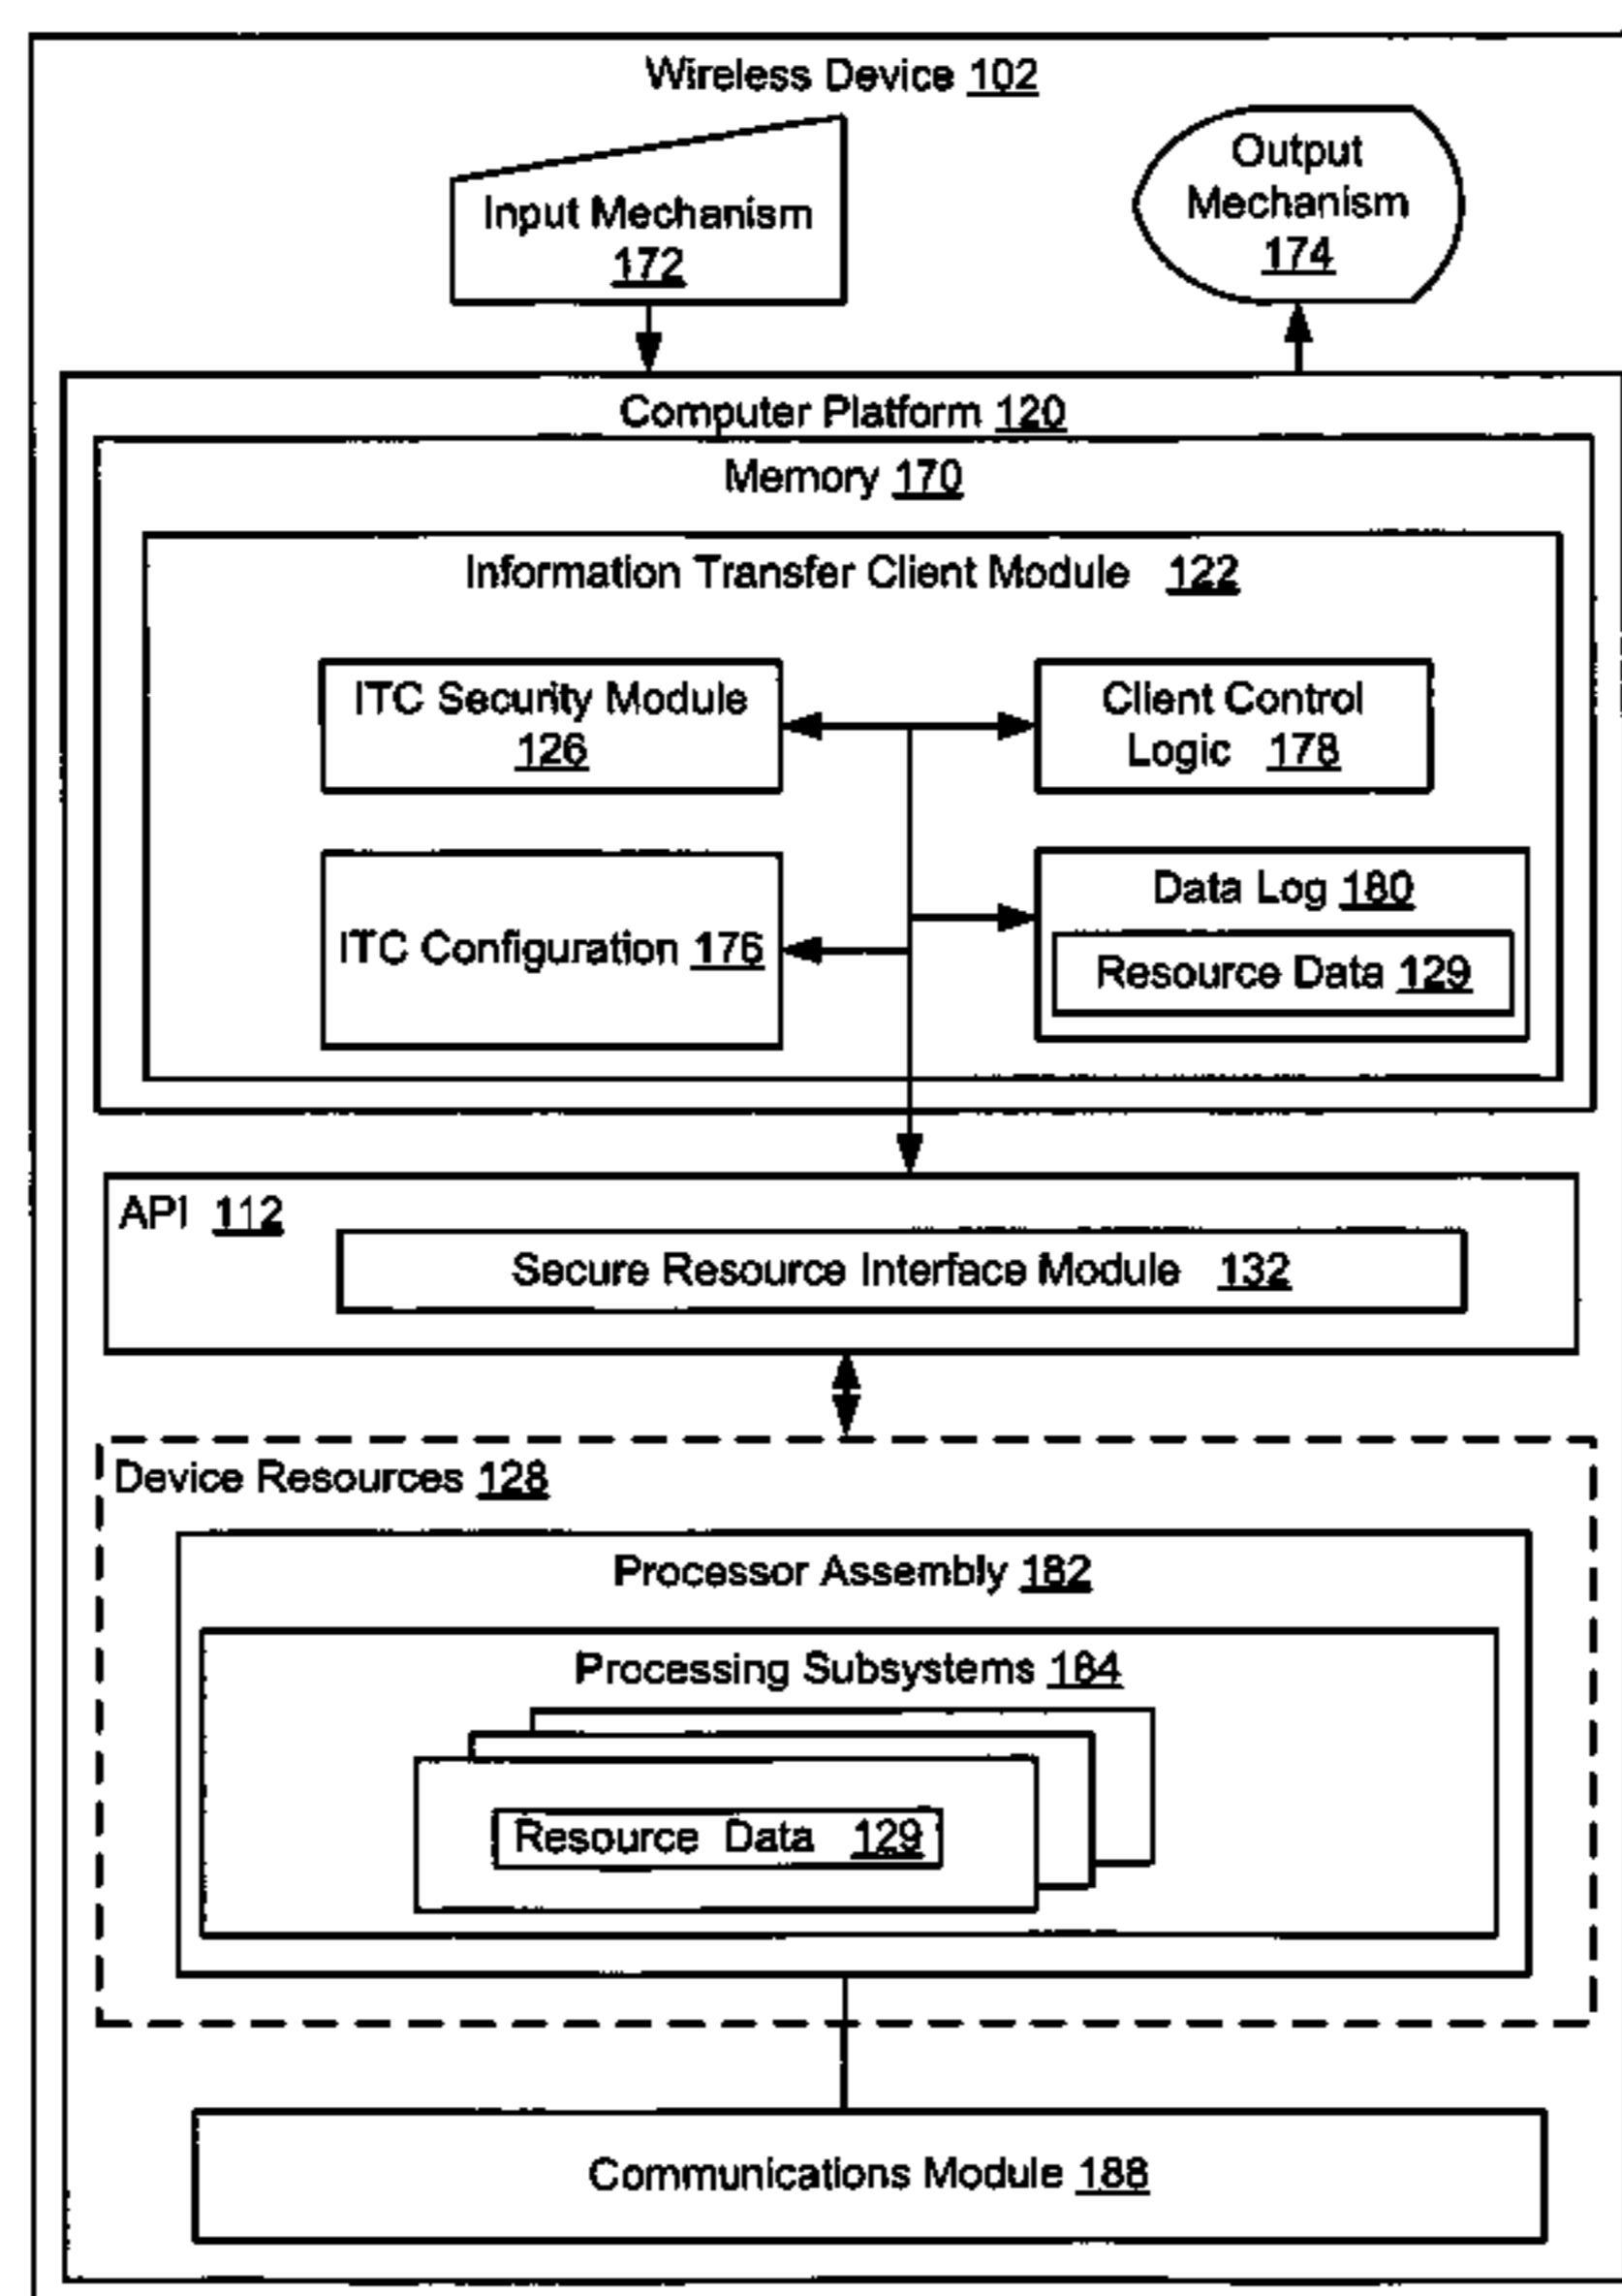 Wireless Device 102
Input Mechanism
172
Output
Mechanism
174
Computer Platform 120
Memory 170
Information Transfer Client Module 122
ITC Security Module
126
Client Control
Logic 178
ITC Configuration 176
Data Log 180
Resource Data 129
API 112
Secure Resource Interface Module 132
Device Resources 128
Processor Assembly 182
Processing Subsystems 184
Resource Data 129
Communications Module 188